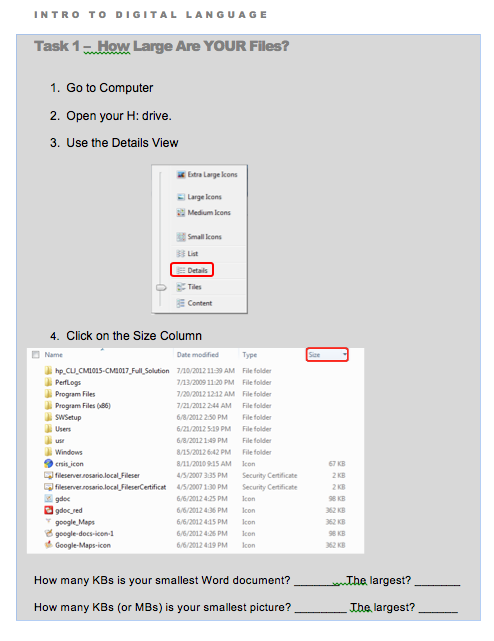 INTRO TO DIGITAL LANGUAGE
Task 1 – How Large Are YOUR Files?
1. Go to Computer
2. Open your H: drive.
3. Use the Details View
Extra Large Icons
Large Icons
Medium Icons
Small Icons
List
Details
Tiles
Content
4. Click on the Size Column
Name Date modified Type Size
hp_CLJ_CM1015-CM1017_Full_Solution 7/10/2012 11:39 AM File folder
PerfLogs 7/13/2009 11:20 PM File folder
Program Files 7/20/2012 12:12 AM File folder
Program Files (x86) 7/21/2012 2:44 AM File folder
SWSetup 6/8/2012 2:50 PM File folder
Users 6/21/2012 5:19 PM File folder
usr 6/8/2012 1:49 PM File folder
Windows 8/15/2012 6:42 PM File folder
crsis_icon 8/11/2010 9:15 AM Icon 67 KB
fileserver.rosario.local_Fileser 4/5/2007 3:35 PM Security Certificate 2 KB
fileserver.rosario.local_FileserCertificat 4/5/2007 1:30 PM Security Certificate 2 KB
gdoc 6/6/2012 4:25 PM Icon 98 KB
gdoc_red 6/6/2012 4:36 PM Icon 362 KB
google_Maps 6/6/2012 4:15 PM Icon 362 KB
google-docs-icon-1 6/6/2012 4:26 PM Icon 98 KB
Google-Maps-icon 6/6/2012 4:19 PM Icon 362 KB
How many KBs is your smallest Word document? ________The largest? _______
How many KBs (or MBs) is your smallest picture? ________ The largest? ______